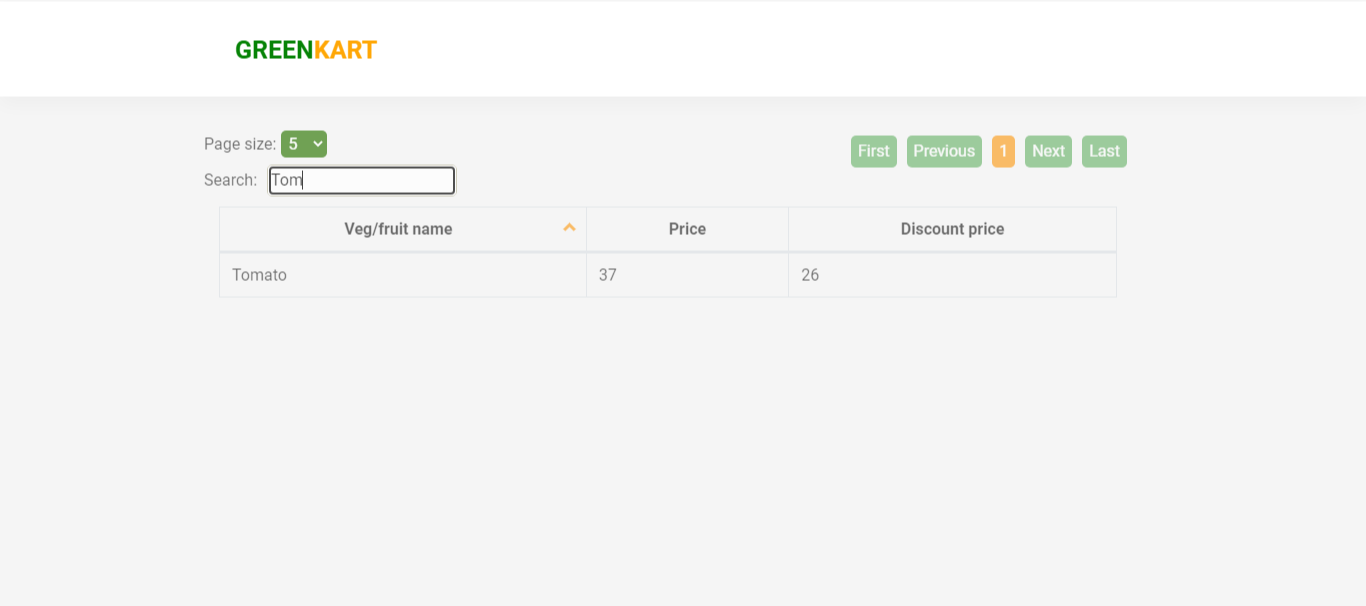 GREENKART
Page size: 5
First Previous 1 Next Last
Search: Tom
Veg/fruit name Price Discount price
Tomato 37 26